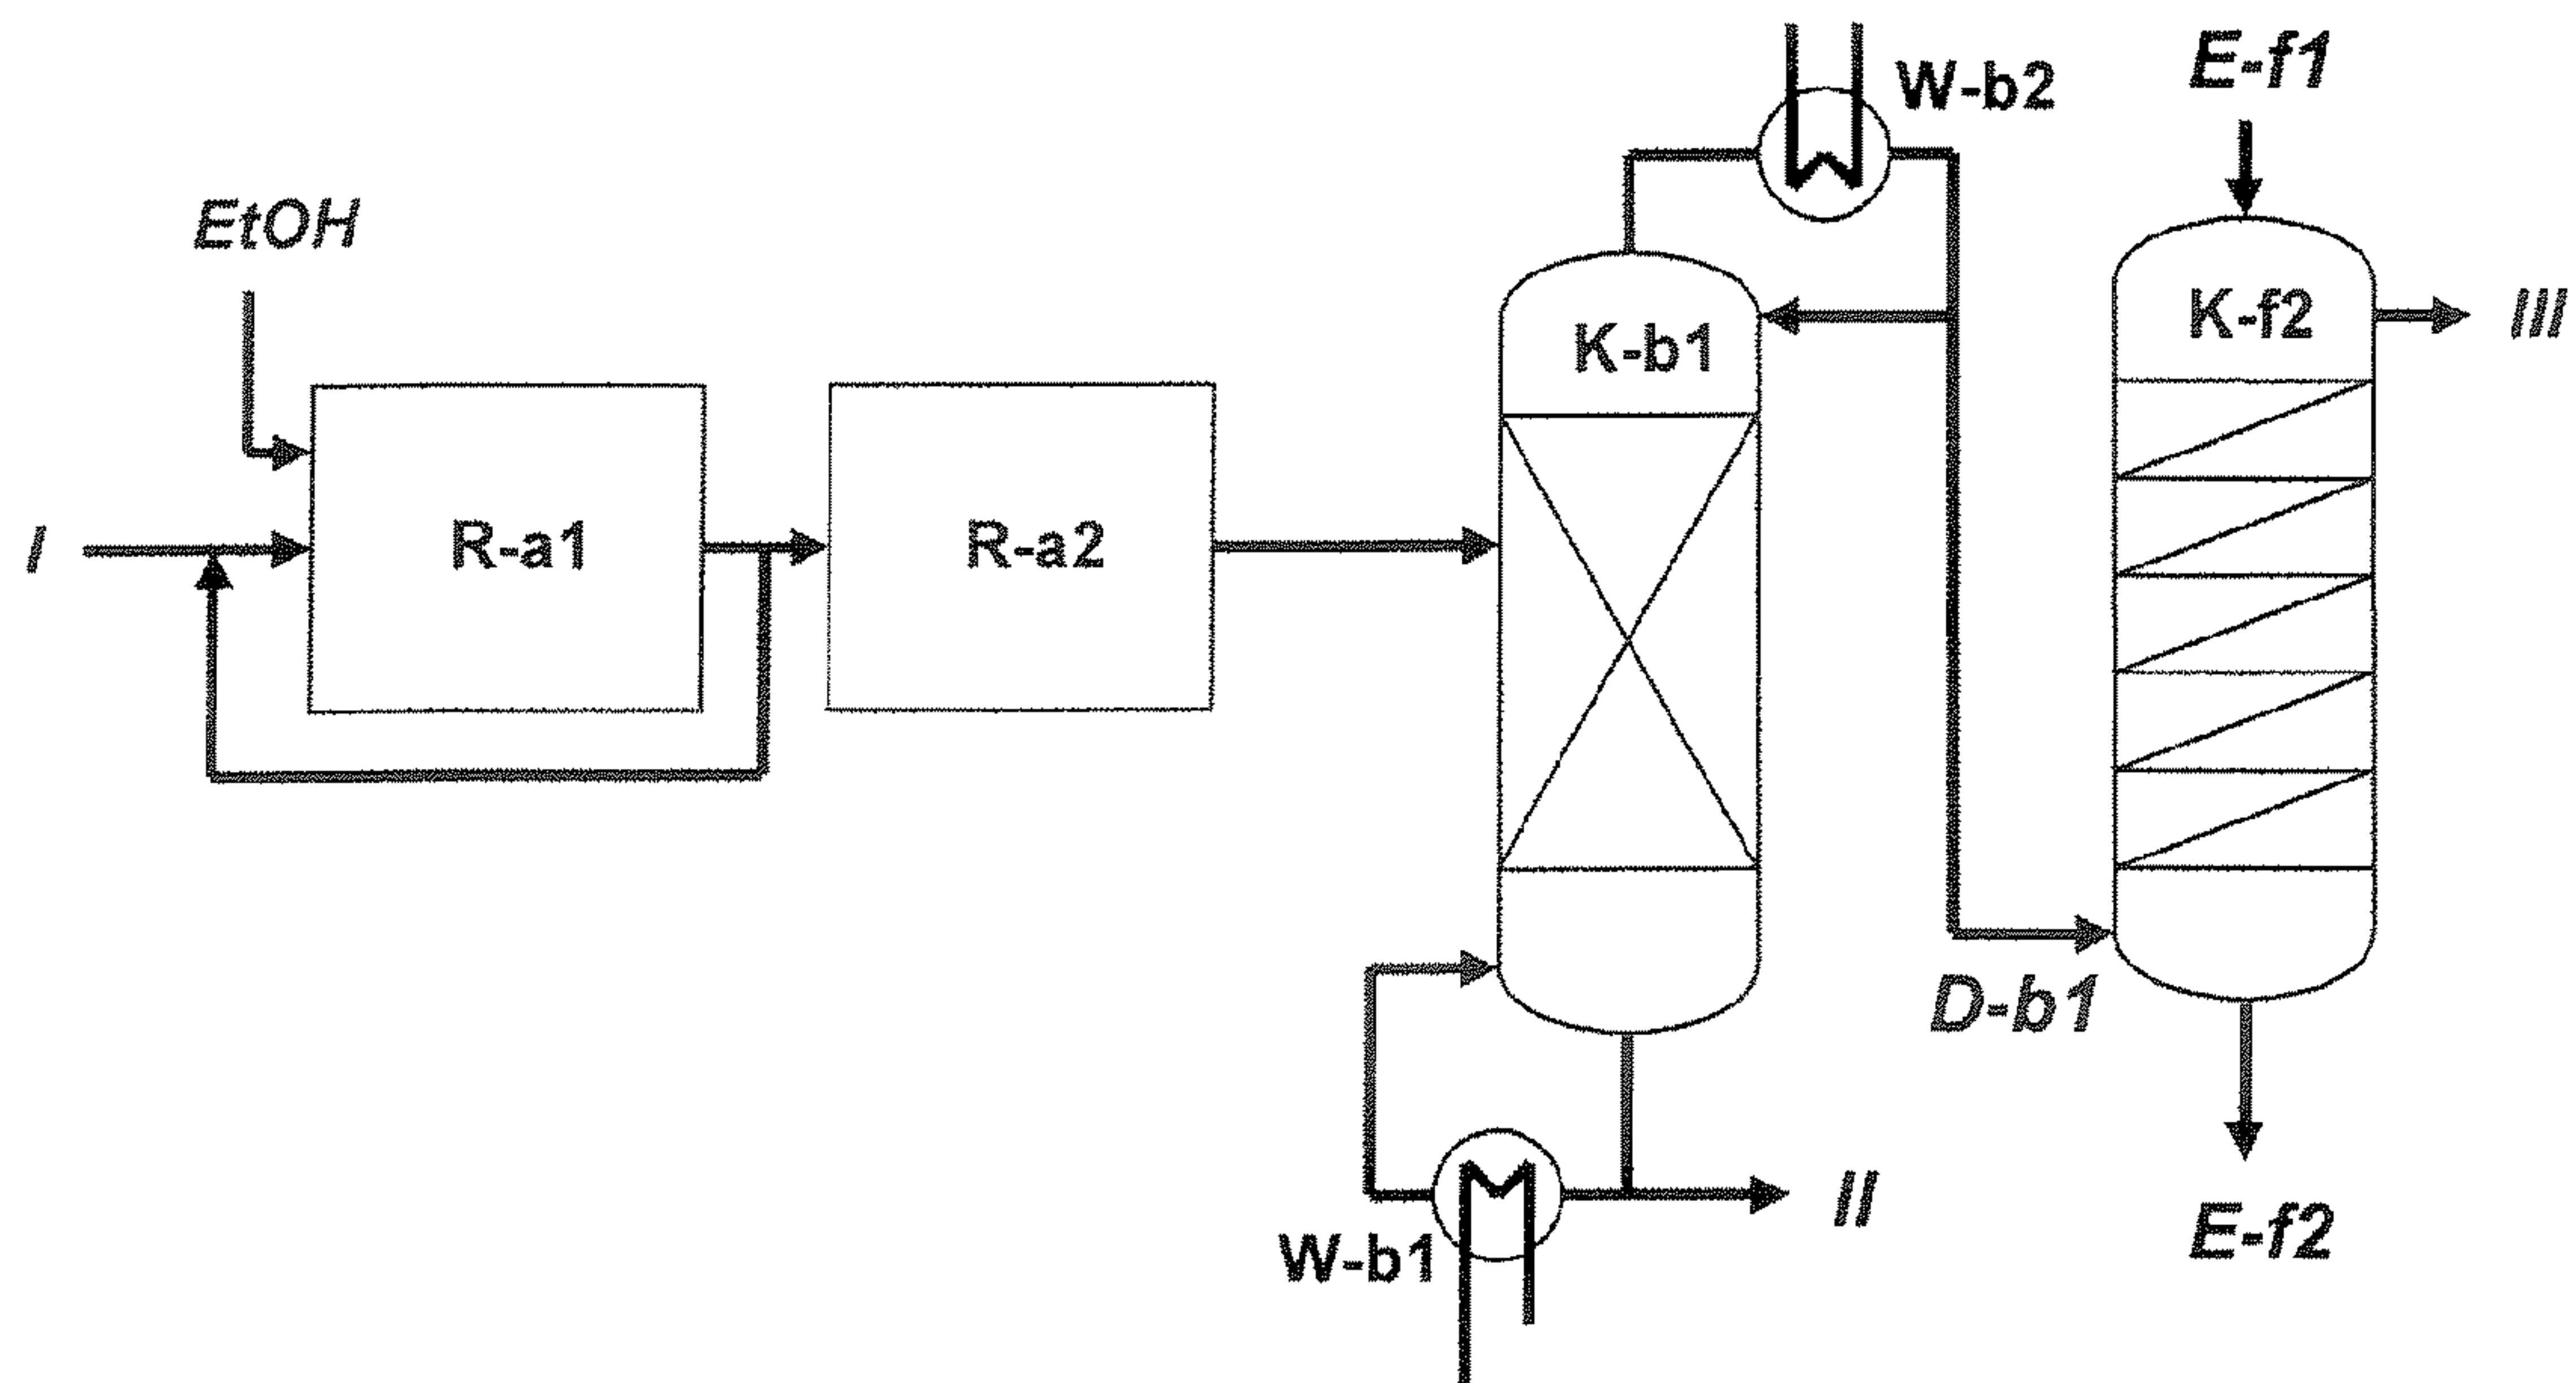 W-b2
E-f1
EtOH
K-b1
K-f2
III
I
R-a1
R-a2
D-b1
II
W-b1
E-f2